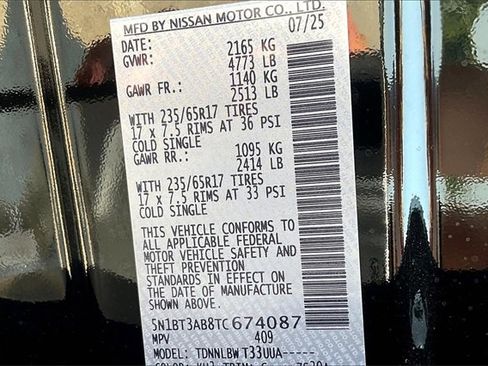 MFD BY NISSAN MOTOR CO., LTD.
DATE: 07/25
GVWR: 2165 KG
4773 LB
GAWR FR.: 1140 KG
2513 LB
WITH 235/65R17 TIRES
17 x 7.5 RIMS AT 36 PSI
COLD SINGLE
GAWR RR.: 1095 KG
2414 LB
WITH 235/65R17 TIRES
17 x 7.5 RIMS AT 33 PSI
COLD SINGLE
THIS VEHICLE CONFORMS TO
ALL APPLICABLE FEDERAL
MOTOR VEHICLE SAFETY AND
THEFT PREVENTION
STANDARDS IN EFFECT ON
THE DATE OF MANUFACTURE
SHOWN ABOVE.
5N1BT3AB8TC674087
MPV 409
MODEL: TDNNLBW T33UUA-----